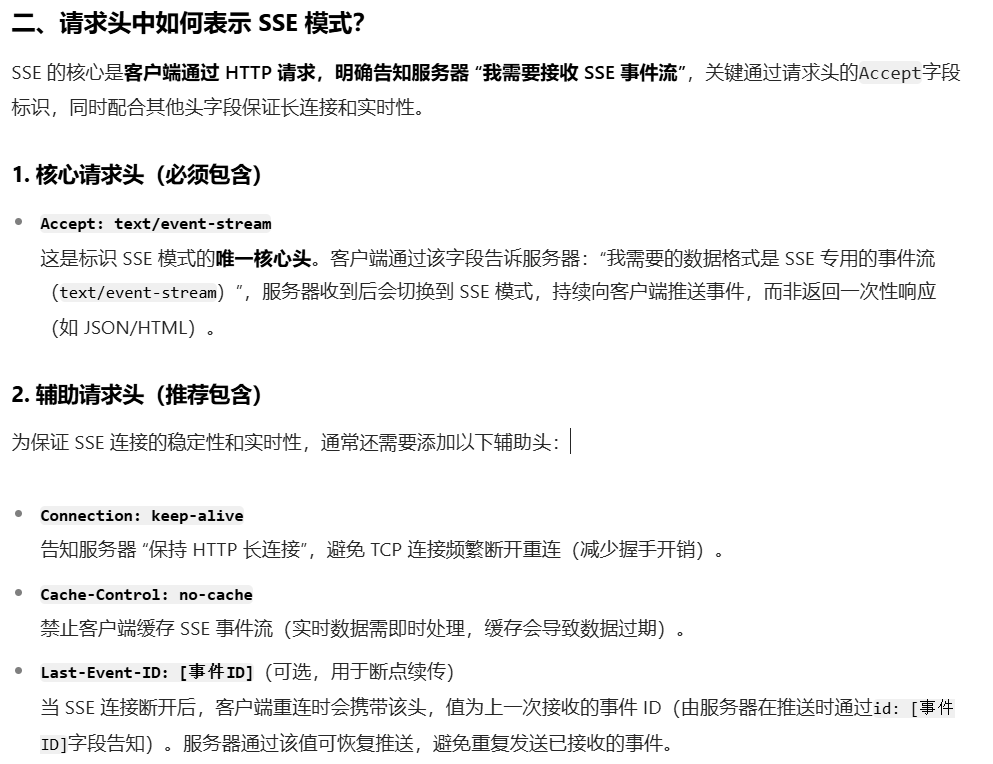 二、请求头中如何表示 SSE 模式？
SSE 的核心是客户端通过 HTTP 请求，明确告知服务器 “我需要接收 SSE 事件流”，关键通过请求头的Accept字段
标识，同时配合其他头字段保证长连接和实时性。
1. 核心请求头（必须包含）
Accept: text/event-stream
这是标识 SSE 模式的唯一核心头。客户端通过该字段告诉服务器：“我需要的数据格式是 SSE 专用的事件流
（text/event-stream）”，服务器收到后会切换到 SSE 模式，持续向客户端推送事件，而非返回一次性响应
（如 JSON/HTML）。
2. 辅助请求头（推荐包含）
为保证 SSE 连接的稳定性和实时性，通常还需要添加以下辅助头：
Connection: keep-alive
告知服务器 “保持 HTTP 长连接”，避免 TCP 连接频繁断开重连（减少握手开销）。
Cache-Control: no-cache
禁止客户端缓存 SSE 事件流（实时数据需即时处理，缓存会导致数据过期）。
Last-Event-ID: [事件ID]（可选，用于断点续传）
当 SSE 连接断开后，客户端重连时会携带该头，值为上一次接收的事件 ID（由服务器在推送时通过id: [事件
ID]字段告知）。服务器通过该值可恢复推送，避免重复发送已接收的事件。